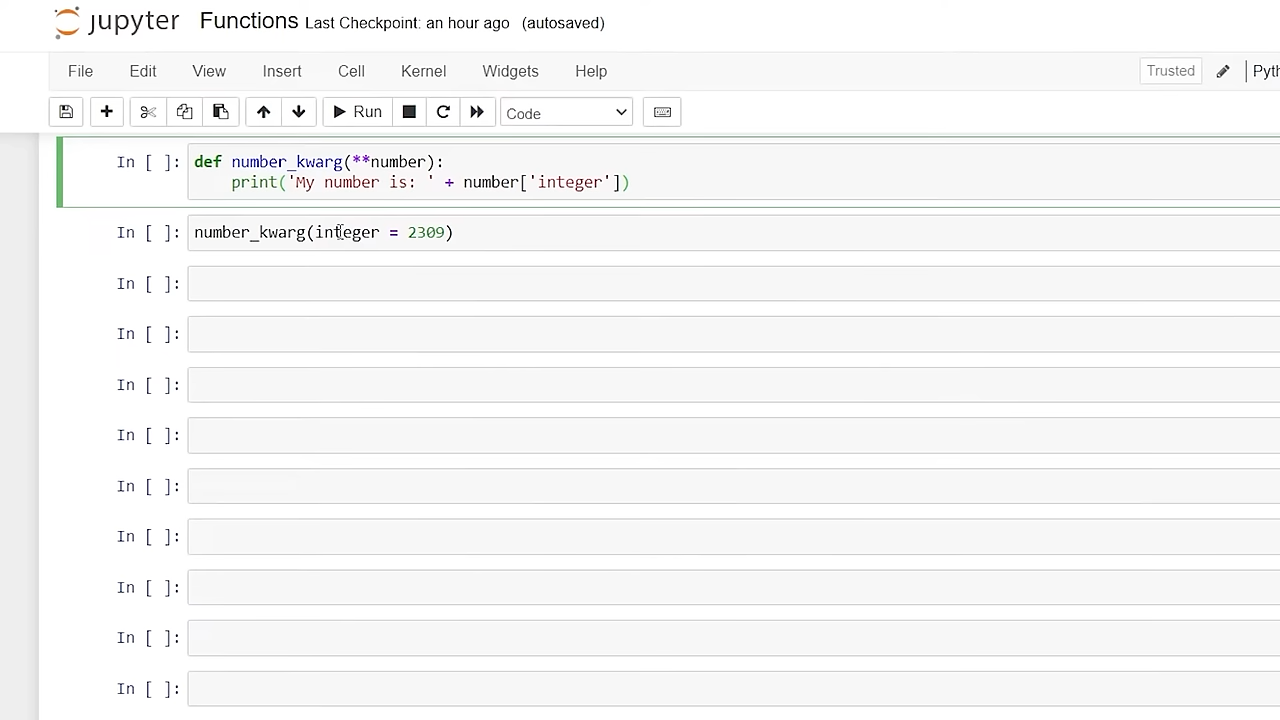 jupyter Functions Last Checkpoint: an hour ago (autosaved)
File Edit View Insert Cell Kernel Widgets Help Trusted Pyth
Run Code
In [ ]: def number_kwarg(**number):
print('My number is: ' + number['integer'])
In [ ]: number_kwarg(integer = 2309)
In [ ]:
In [ ]:
In [ ]:
In [ ]:
In [ ]:
In [ ]:
In [ ]:
In [ ]:
In [ ]: